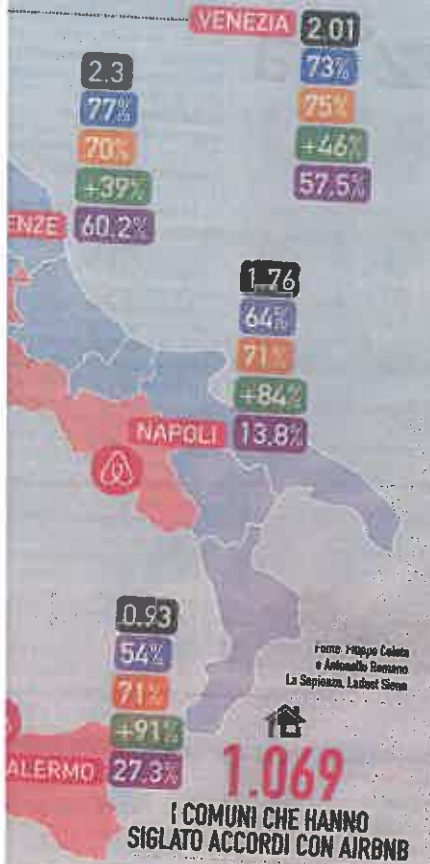 VENEZIA 2.01
73%
75%
+46%
57,5%
2.3
77%
70%
+39%
ENZE 60.2%
1.76
64%
71%
+84%
NAPOLI 13.8%
0.93
54%
71%
+91%
ALERMO 27.3%
Fonte: Filippo Celata
e Antonello Romano
La Sapienza, Ladest Siena
1.069
I COMUNI CHE HANNO
SIGLATO ACCORDI CON AIRBNB